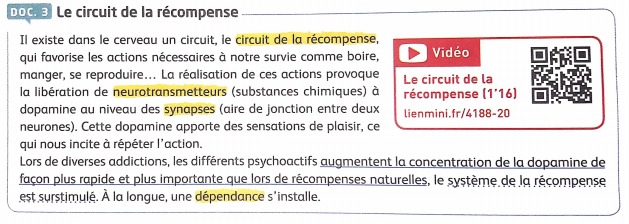 DOC. 3 Le circuit de la récompense
Il existe dans le cerveau un circuit, le circuit de la récompense,
qui favorise les actions nécessaires à notre survie comme boire,
manger, se reproduire... La réalisation de ces actions provoque
la libération de neurotransmetteurs (substances chimiques) à
dopamine au niveau des synapses (aire de jonction entre deux
neurones). Cette dopamine apporte des sensations de plaisir, ce
qui nous incite à répéter l'action.
Lors de diverses addictions, les différents psychoactifs augmentent la concentration de la dopamine de
façon plus rapide et plus importante que lors de récompenses naturelles, le système de la récompense
est surstimulé. À la longue, une dépendance s'installe.
Vidéo
Le circuit de la
récompense (1'16)
lienmini.fr/4188-20